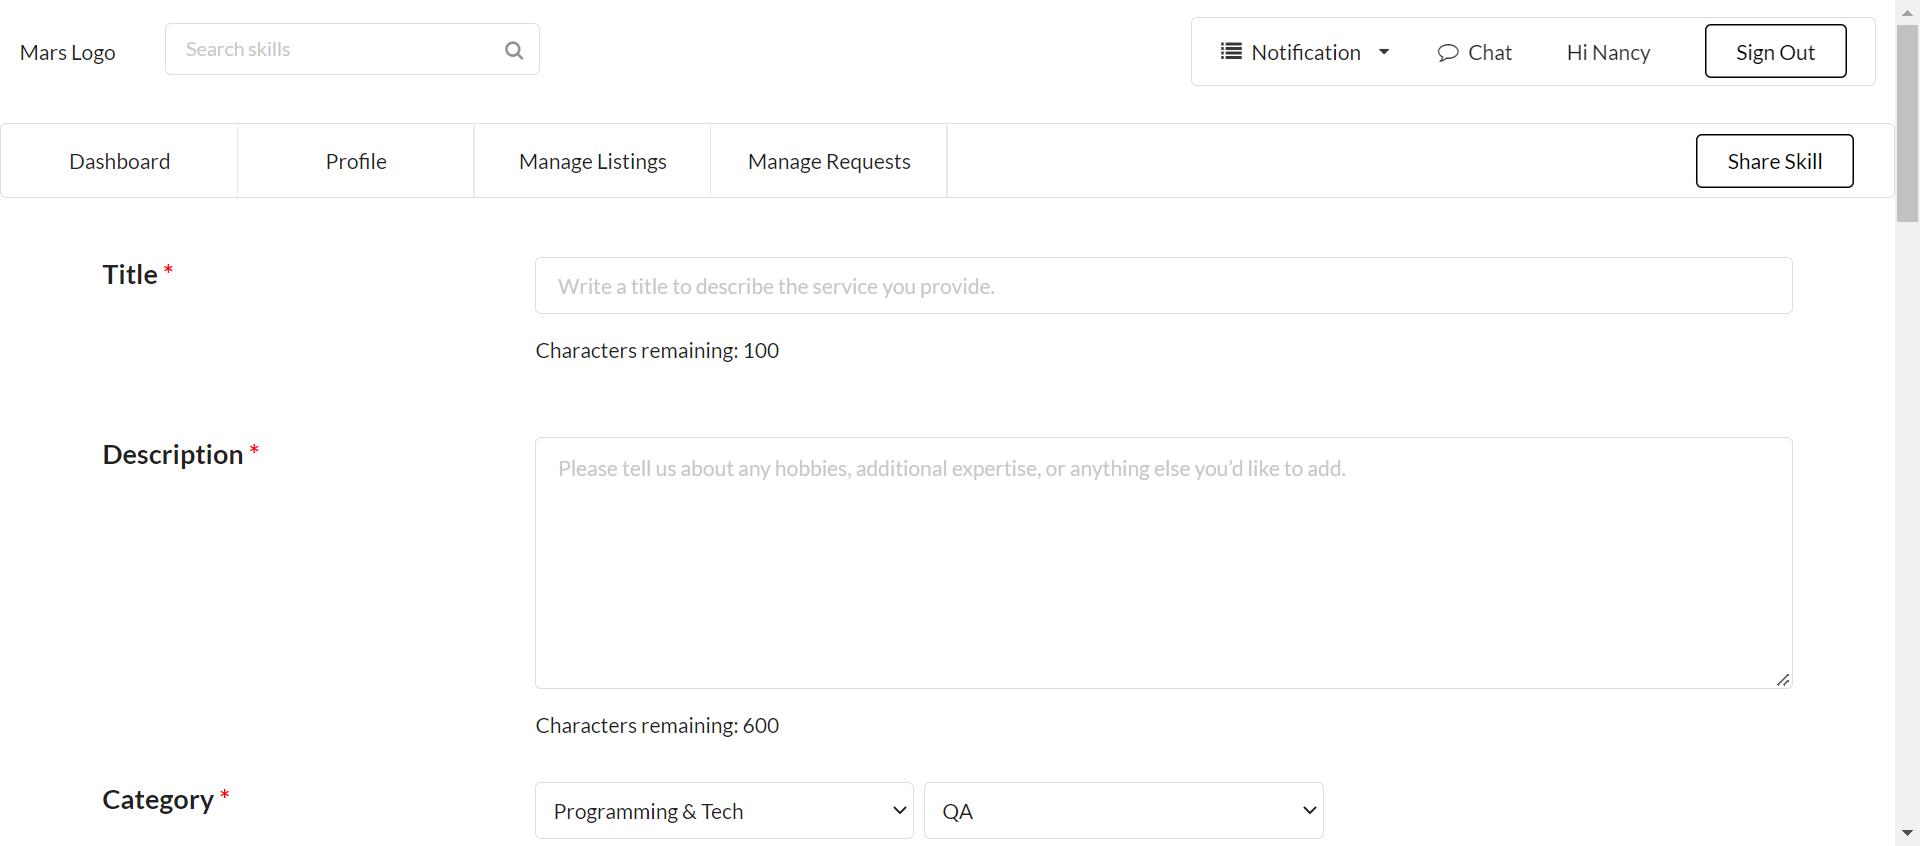 Mars Logo
Search skills
Notification
Chat
Hi Nancy
Sign Out
Dashboard
Profile
Manage Listings
Manage Requests
Share Skill
Title *
Write a title to describe the service you provide.
Characters remaining: 100
Description *
Please tell us about any hobbies, additional expertise, or anything else you’d like to add.
Characters remaining: 600
Category *
Programming & Tech
QA